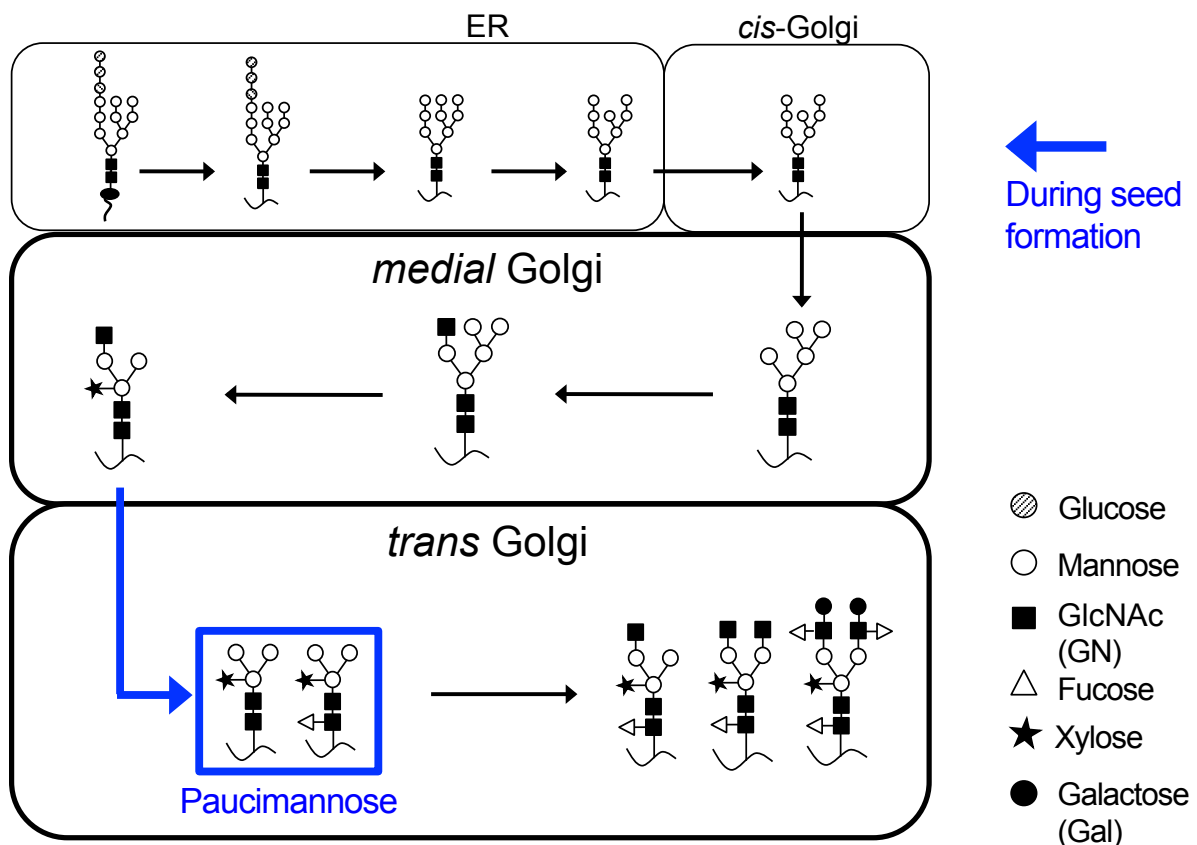 ER
cis-Golgi
During seed
formation
medial Golgi
trans Golgi
Paucimannose
Glucose
Mannose
GlcNAc
(GN)
Fucose
Xylose
Galactose
(Gal)